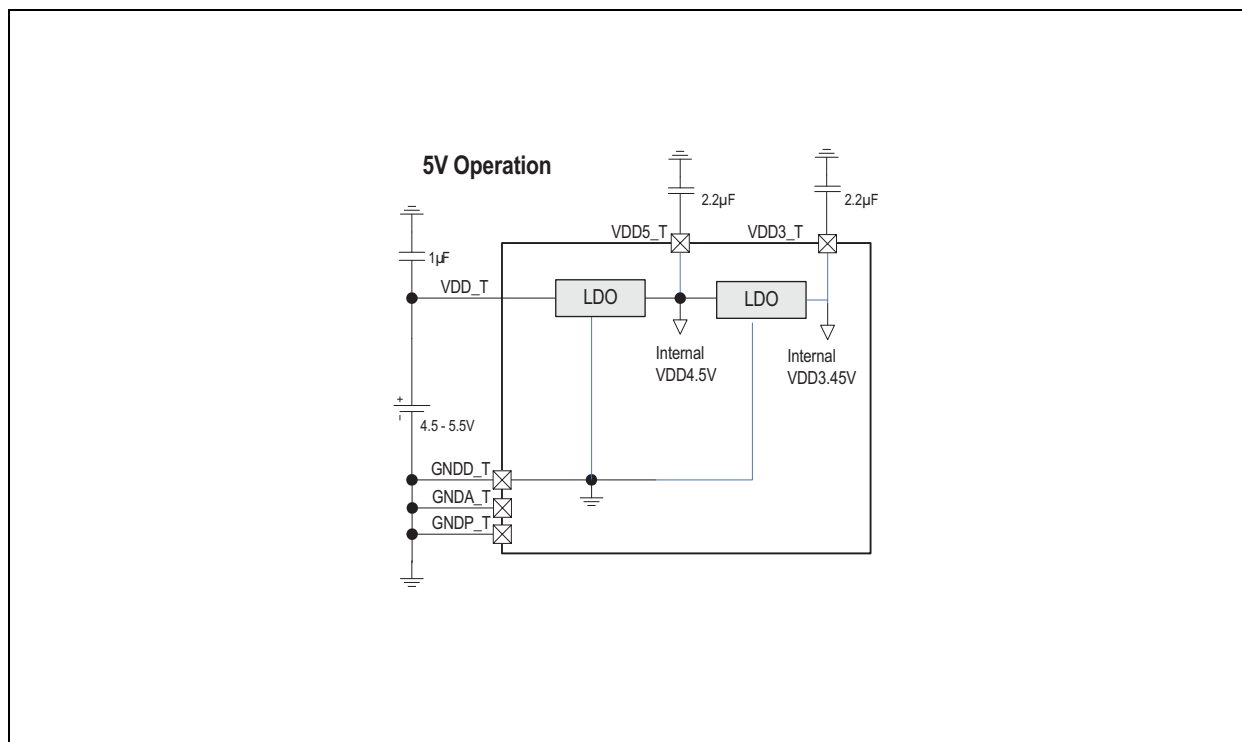 5V Operation
2.2µF
2.2µF
VDD5_T
VDD3_T
1µF
VDD_T
LDO
LDO
Internal
VDD4.5V
Internal
VDD3.45V
+
-
4.5 - 5.5V
GNDD_T
GNDA_T
GNDP_T